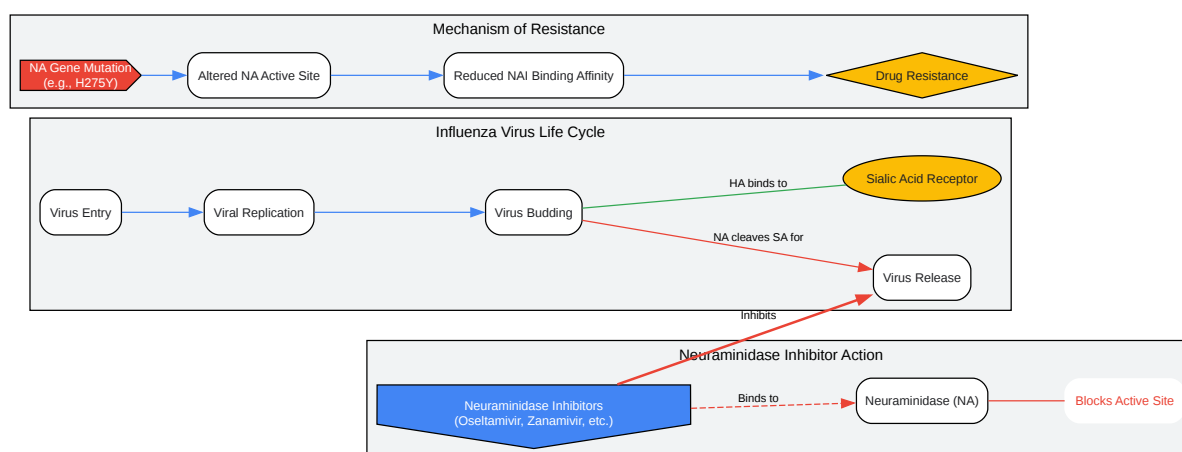 Mechanism of Resistance
NA Gene Mutation
(e.g., H275Y)
Altered NA Active Site
Reduced NAI Binding Affinity
Drug Resistance
Influenza Virus Life Cycle
Virus Entry
Viral Replication
Virus Budding
HA binds to
Sialic Acid Receptor
NA cleaves SA for
Virus Release
Inhibits
Neuraminidase Inhibitor Action
Neuraminidase Inhibitors
(Oseltamivir, Zanamivir, etc.)
Binds to
Neuraminidase (NA)
Blocks Active Site